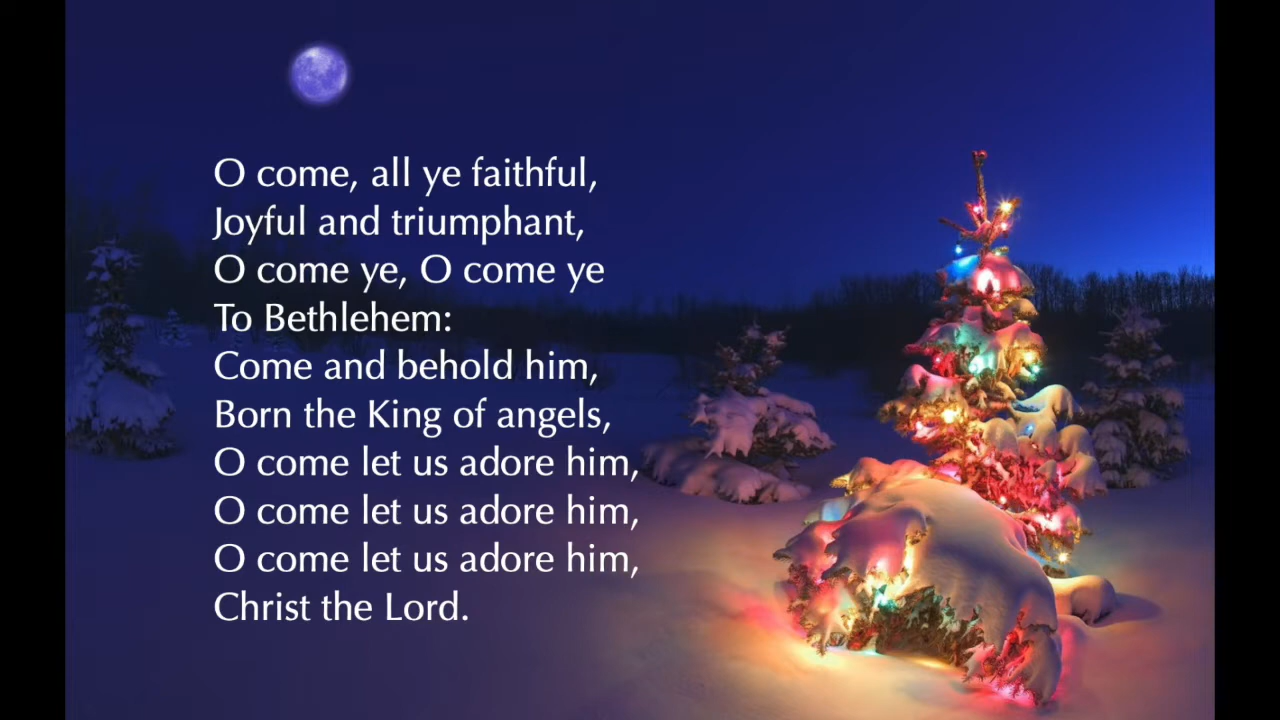 O come, all ye faithful,
Joyful and triumphant,
O come ye, O come ye
To Bethlehem:
Come and behold him,
Born the King of angels,
O come let us adore him,
O come let us adore him,
O come let us adore him,
Christ the Lord.